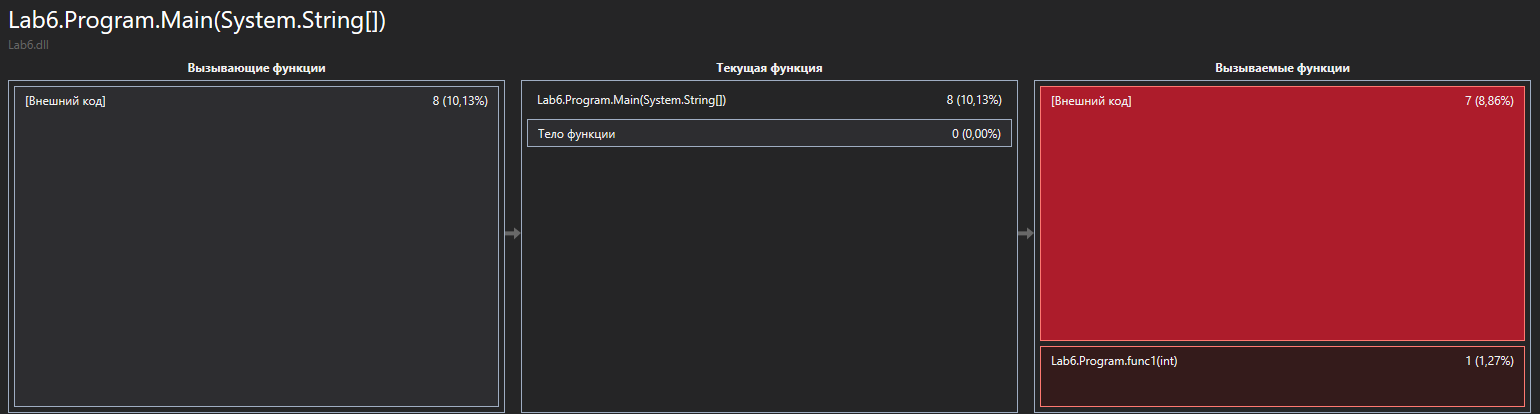 Lab6.Program.Main(System.String[])
Lab6.dll
Вызывающие функции
[Внешний код] 8 (10,13%)
Текущая функция
Lab6.Program.Main(System.String[]) 8 (10,13%)
Тело функции 0 (0,00%)
Вызываемые функции
[Внешний код] 7 (8,86%)
Lab6.Program.func1(int) 1 (1,27%)